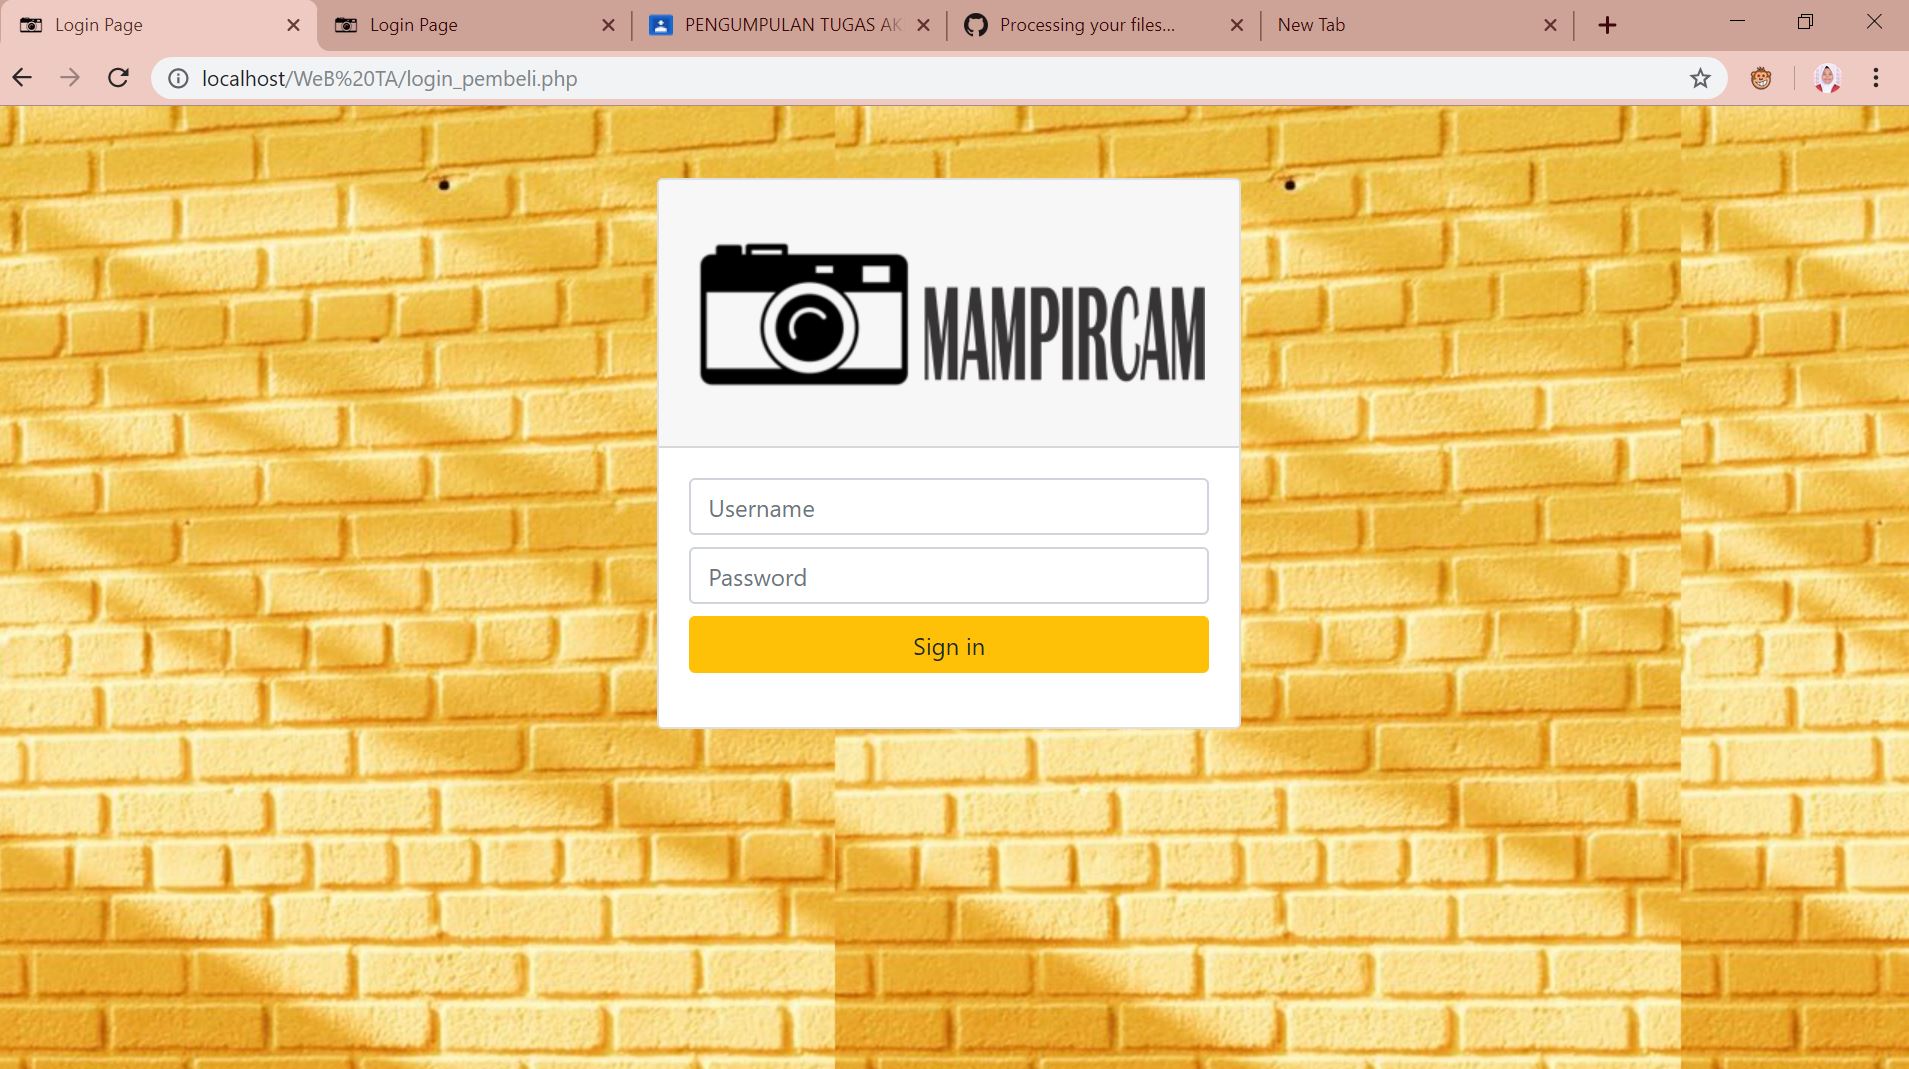 Login Page
Login Page
PENGUMPULAN TUGAS AK
Processing your files...
New Tab
localhost/WeB%20TA/login_pembeli.php
MAMPIRCAM
Username
Password
Sign in